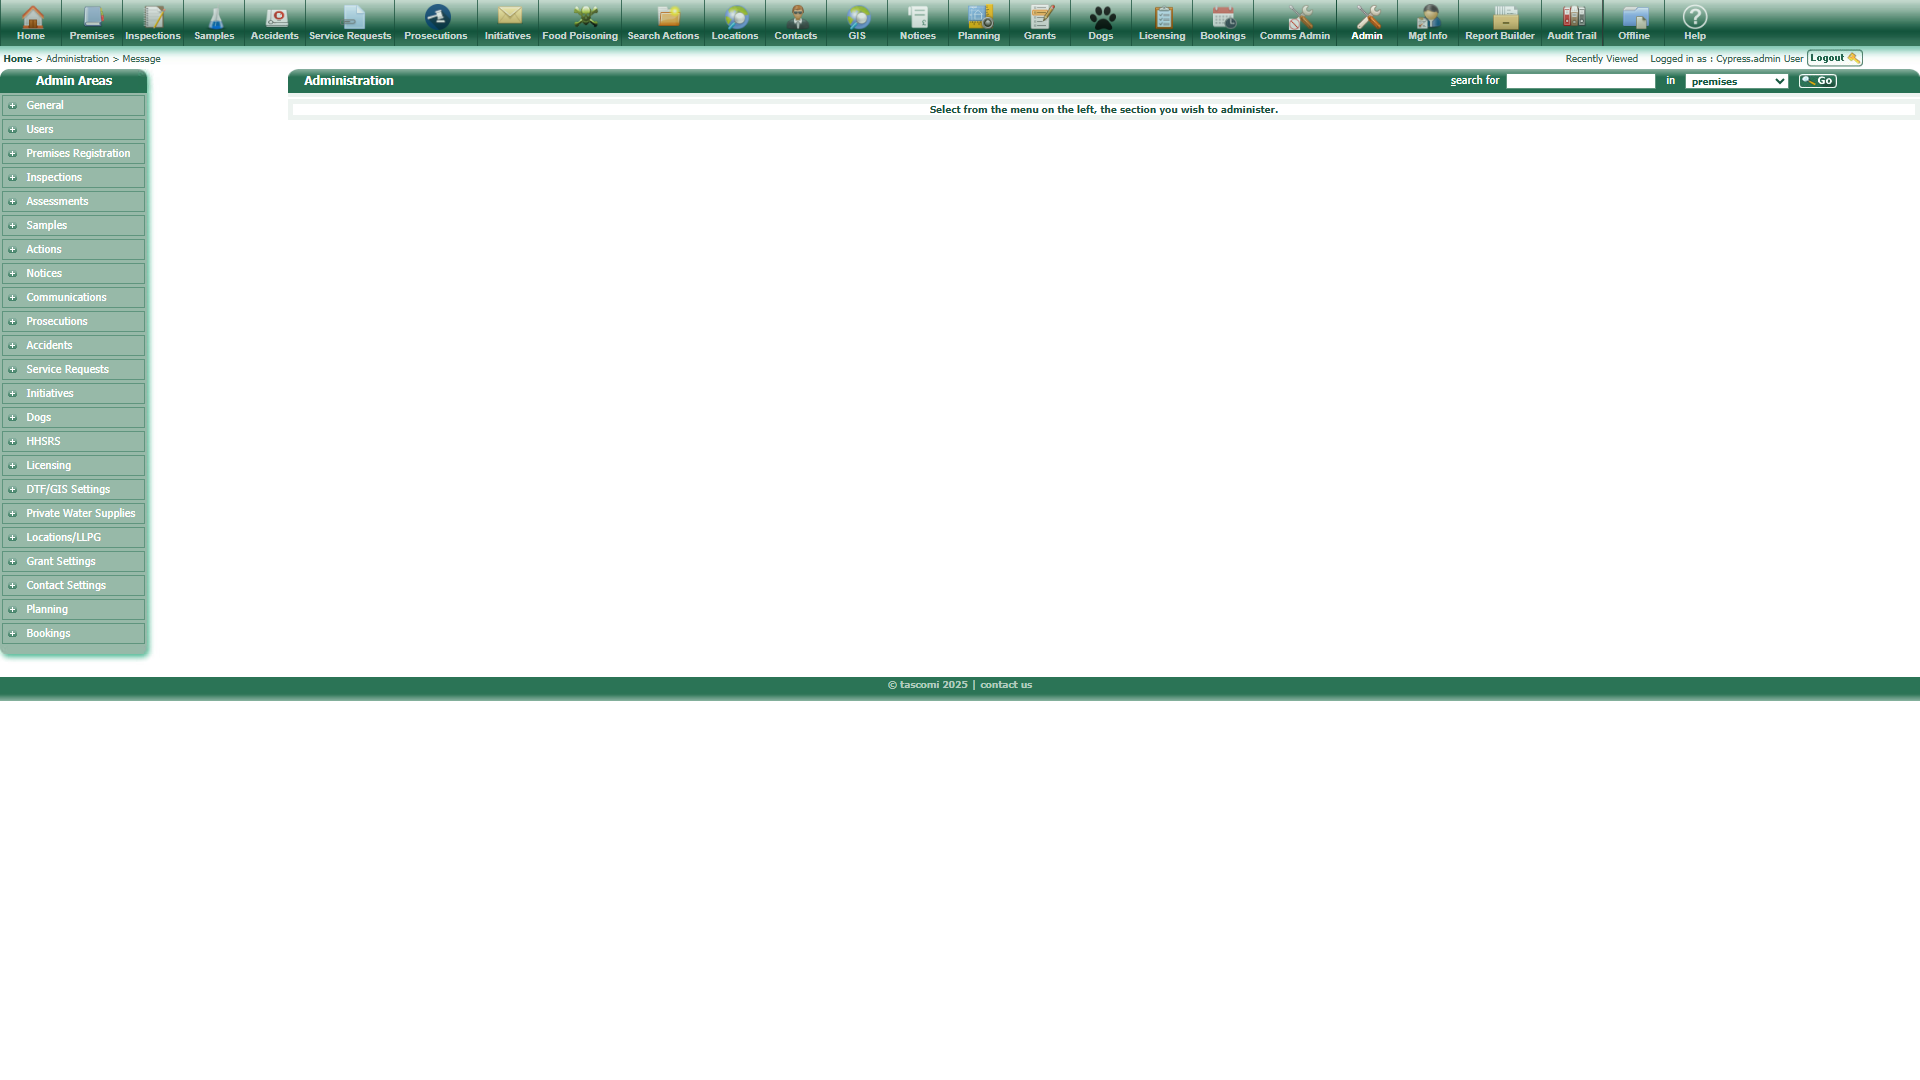 Home Premises Inspections Samples Accidents Service Requests Prosecutions Initiatives Food Poisoning Search Actions Locations Contacts GIS Notices Planning Grants Dogs Licensing Bookings Comms Admin Admin Mgt Info Report Builder Audit Trail Offline Help
Home > Administration > Message
Recently Viewed Logged in as : Cypress.admin User Logout
Admin Areas
Administration
search for in premises Go
Select from the menu on the left, the section you wish to administer.
General
Users
Premises Registration
Inspections
Assessments
Samples
Actions
Notices
Communications
Prosecutions
Accidents
Service Requests
Initiatives
Dogs
HHSRS
Licensing
DTF/GIS Settings
Private Water Supplies
Locations/LLPG
Grant Settings
Contact Settings
Planning
Bookings
© tascomi 2025 | contact us